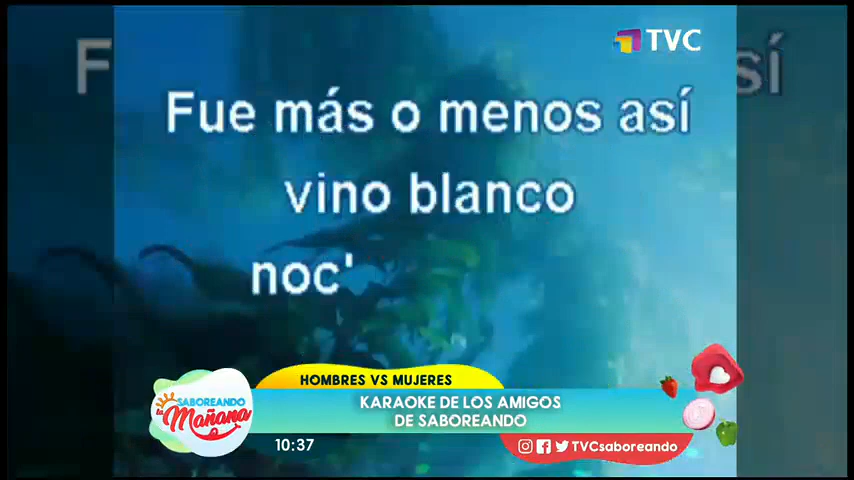 TVC
Fue más o menos así
vino blanco
noc'
HOMBRES VS MUJERES
SABOREANDO
Mañana
KARAOKE DE LOS AMIGOS
DE SABOREANDO
10:37
TVCsaboreando